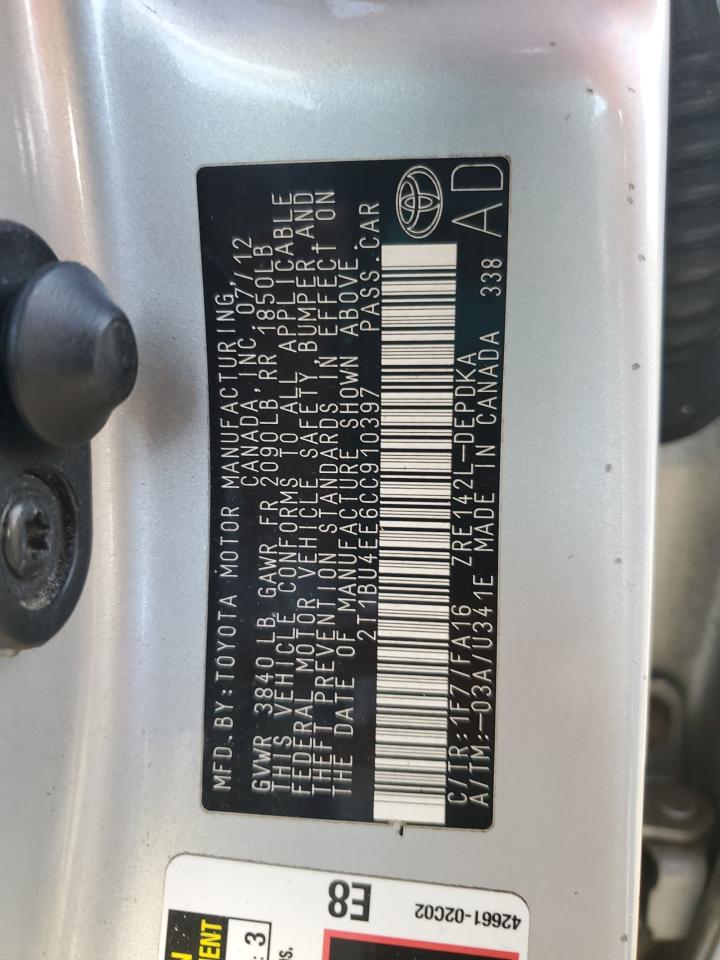 MFD. BY: TOYOTA MOTOR MANUFACTURING,
CANADA, INC. 07/12
GVWR 3840LB GAWR FR 2090LB RR 1850LB
THIS VEHICLE CONFORMS TO ALL APPLICABLE
FEDERAL MOTOR VEHICLE SAFETY, BUMPER AND
THEFT PREVENTION STANDARDS IN EFFECT ON
THE DATE OF MANUFACTURE SHOWN ABOVE.
2T1BU4EE6CC910397 PASS.CAR
C/TR:1F7//FA16 ZRE142L-DEPDKA
A/TM:-03A/U341E MADE IN CANADA 338 AD
E8
42661-02C02
: 3